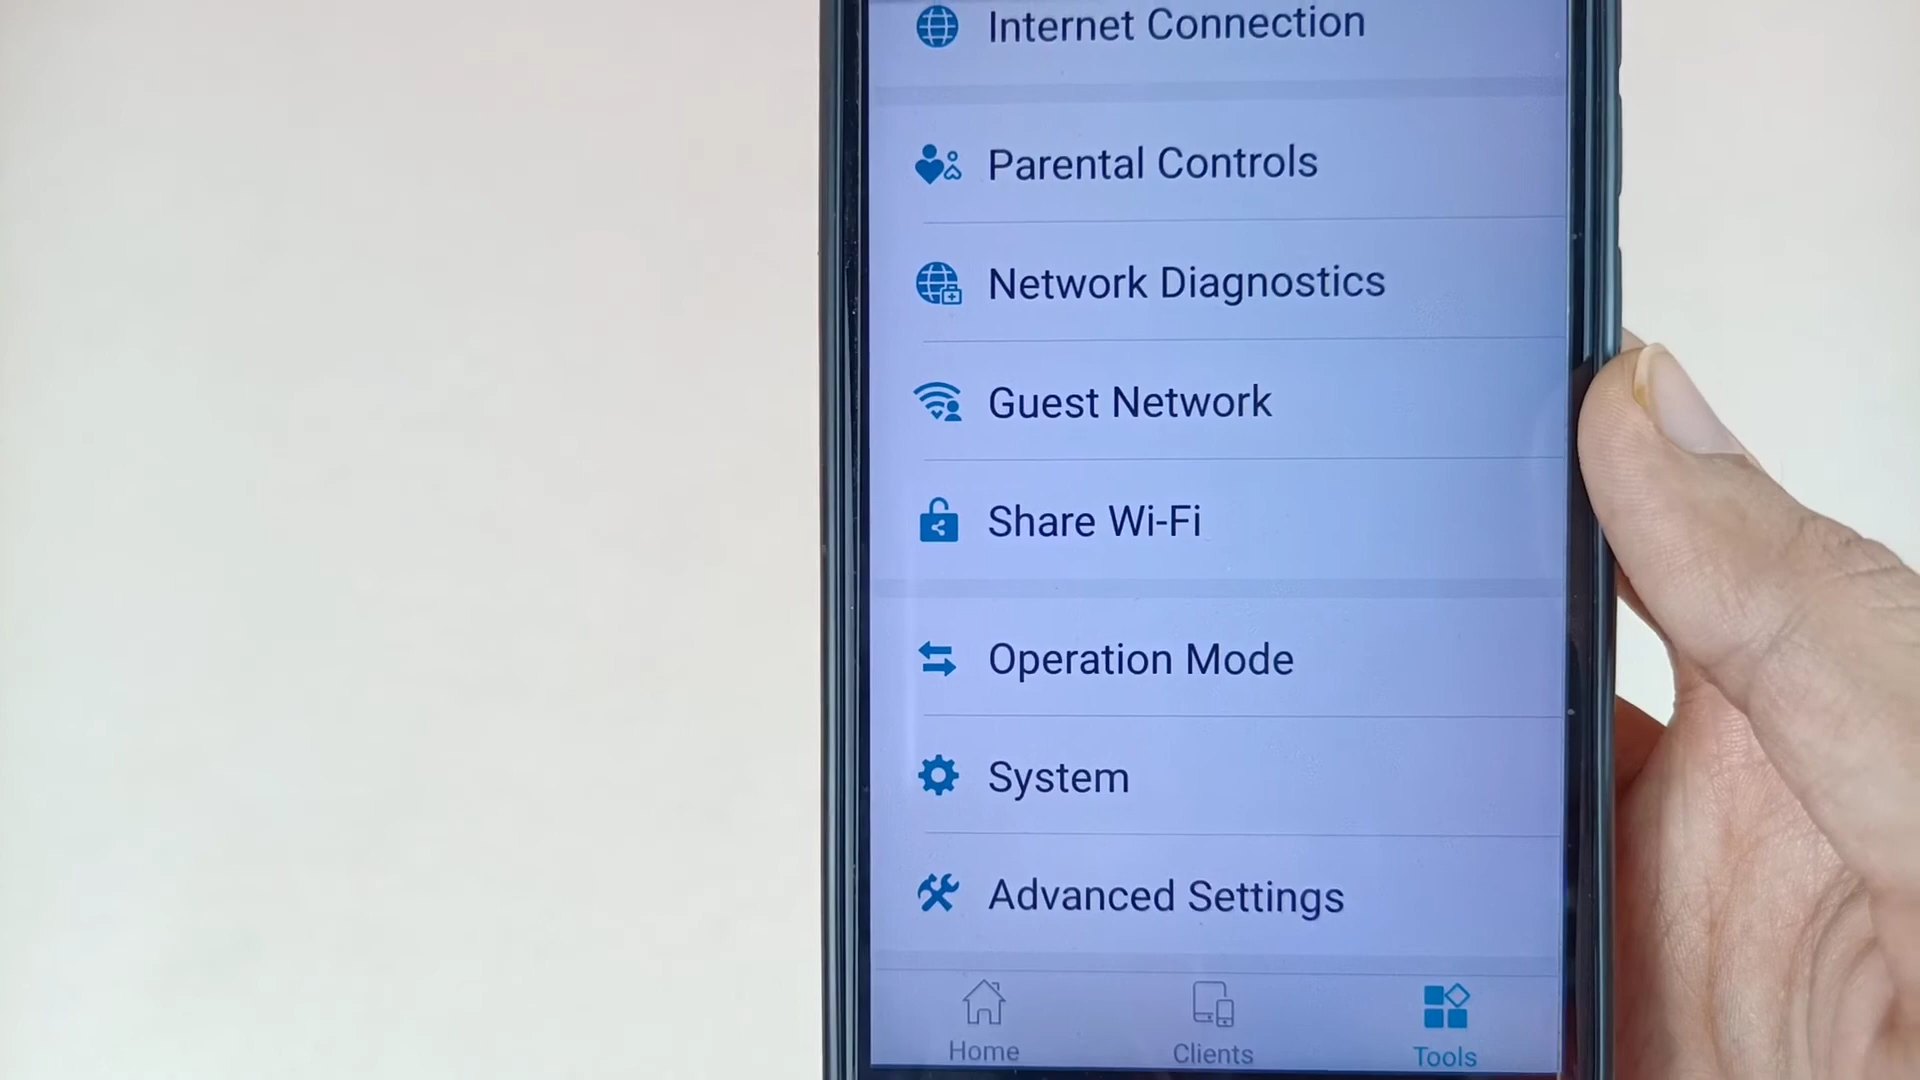 Internet Connection
Parental Controls
Network Diagnostics
Guest Network
Share Wi-Fi
Operation Mode
System
Advanced Settings
Home
Clients
Tools